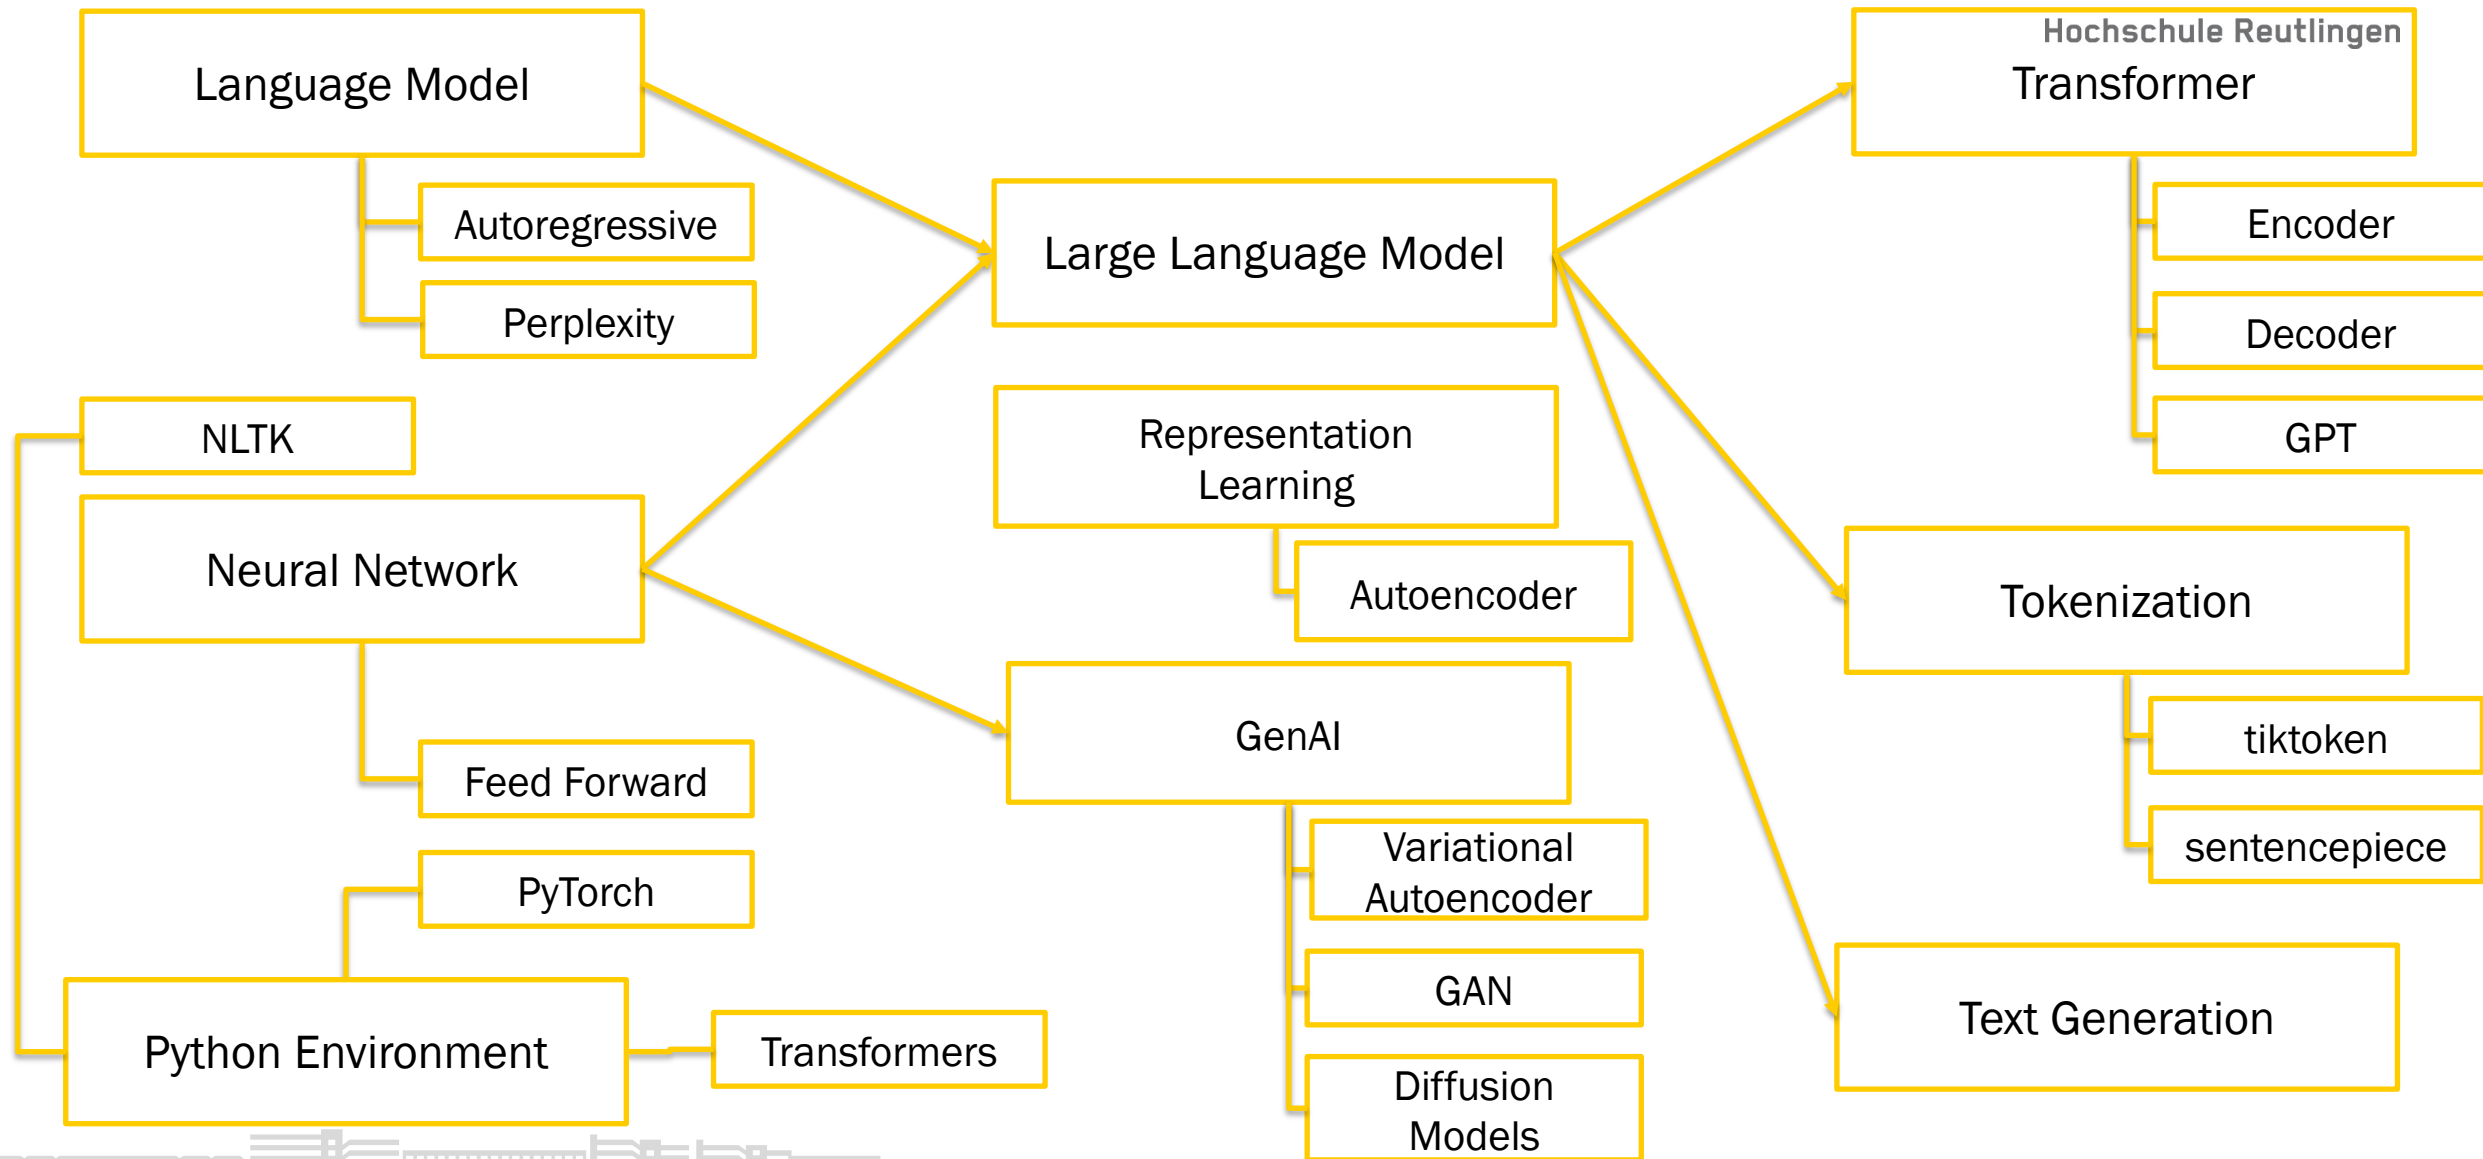 Hochschule Reutlingen
Language Model
Autoregressive
Perplexity
NLTK
Neural Network
Feed Forward
PyTorch
Python Environment
Transformers
Large Language Model
Representation
Learning
Autoencoder
GenAI
Variational
Autoencoder
GAN
Diffusion
Models
Transformer
Encoder
Decoder
GPT
Tokenization
tiktoken
sentencepiece
Text Generation